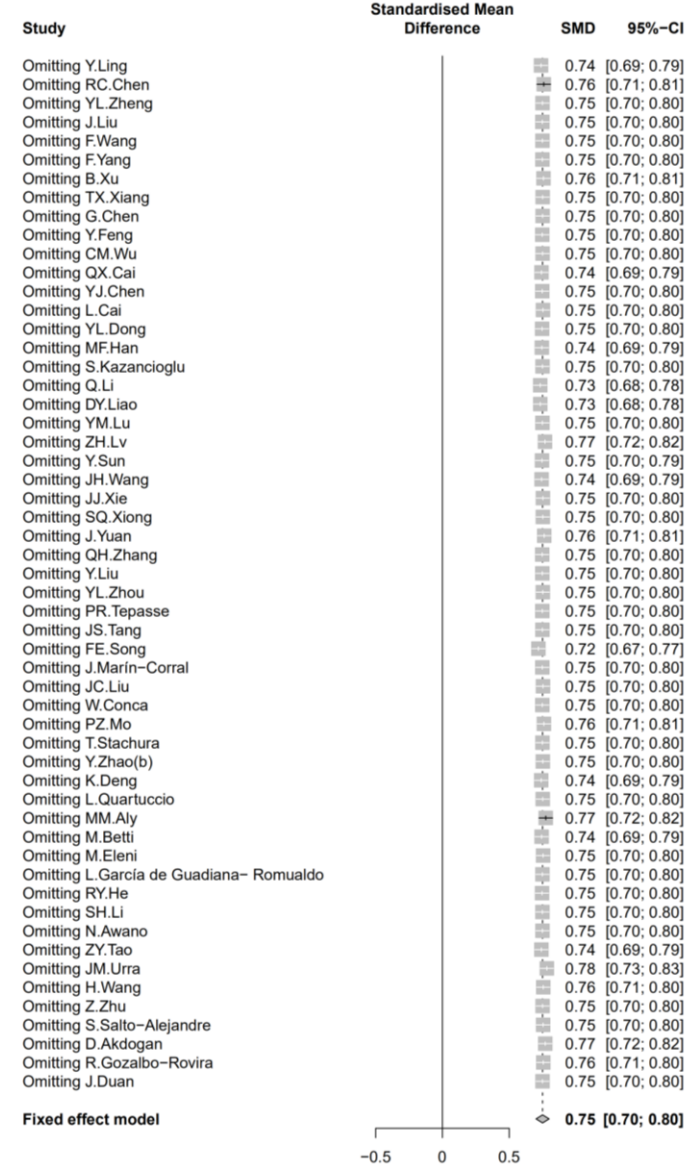 Standardised Mean
Study Difference SMD 95%−CI
Omitting Y.Ling 0.74 [0.69; 0.79]
Omitting RC.Chen 0.76 [0.71; 0.81]
Omitting YL.Zheng 0.75 [0.70; 0.80]
Omitting J.Liu 0.75 [0.70; 0.80]
Omitting F.Wang 0.75 [0.70; 0.80]
Omitting F.Yang 0.75 [0.70; 0.80]
Omitting B.Xu 0.76 [0.71; 0.81]
Omitting TX.Xiang 0.75 [0.70; 0.80]
Omitting G.Chen 0.75 [0.70; 0.80]
Omitting Y.Feng 0.75 [0.70; 0.80]
Omitting CM.Wu 0.75 [0.70; 0.80]
Omitting QX.Cai 0.74 [0.69; 0.79]
Omitting YJ.Chen 0.75 [0.70; 0.80]
Omitting L.Cai 0.75 [0.70; 0.80]
Omitting YL.Dong 0.75 [0.70; 0.80]
Omitting MF.Han 0.74 [0.69; 0.79]
Omitting S.Kazancioglu 0.75 [0.70; 0.80]
Omitting Q.Li 0.73 [0.68; 0.78]
Omitting DY.Liao 0.73 [0.68; 0.78]
Omitting YM.Lu 0.75 [0.70; 0.80]
Omitting ZH.Lv 0.77 [0.72; 0.82]
Omitting Y.Sun 0.75 [0.70; 0.79]
Omitting JH.Wang 0.74 [0.69; 0.79]
Omitting JJ.Xie 0.75 [0.70; 0.80]
Omitting SQ.Xiong 0.75 [0.70; 0.80]
Omitting J.Yuan 0.76 [0.71; 0.81]
Omitting QH.Zhang 0.75 [0.70; 0.80]
Omitting Y.Liu 0.75 [0.70; 0.80]
Omitting YL.Zhou 0.75 [0.70; 0.80]
Omitting PR.Tepasse 0.75 [0.70; 0.80]
Omitting JS.Tang 0.75 [0.70; 0.80]
Omitting FE.Song 0.72 [0.67; 0.77]
Omitting J.Marín−Corral 0.75 [0.70; 0.80]
Omitting JC.Liu 0.75 [0.70; 0.80]
Omitting W.Conca 0.75 [0.70; 0.80]
Omitting PZ.Mo 0.76 [0.71; 0.81]
Omitting T.Stachura 0.75 [0.70; 0.80]
Omitting Y.Zhao(b) 0.75 [0.70; 0.80]
Omitting K.Deng 0.74 [0.69; 0.79]
Omitting L.Quartuccio 0.75 [0.70; 0.80]
Omitting MM.Aly 0.77 [0.72; 0.82]
Omitting M.Betti 0.74 [0.69; 0.79]
Omitting M.Eleni 0.75 [0.70; 0.80]
Omitting L.García de Guadiana− Romualdo 0.75 [0.70; 0.80]
Omitting RY.He 0.75 [0.70; 0.80]
Omitting SH.Li 0.75 [0.70; 0.80]
Omitting N.Awano 0.75 [0.70; 0.80]
Omitting ZY.Tao 0.74 [0.69; 0.79]
Omitting JM.Urra 0.78 [0.73; 0.83]
Omitting H.Wang 0.76 [0.71; 0.80]
Omitting Z.Zhu 0.75 [0.70; 0.80]
Omitting S.Salto−Alejandre 0.75 [0.70; 0.80]
Omitting D.Akdogan 0.77 [0.72; 0.82]
Omitting R.Gozalbo−Rovira 0.76 [0.71; 0.80]
Omitting J.Duan 0.75 [0.70; 0.80]
Fixed effect model 0.75 [0.70; 0.80]
−0.5 0 0.5